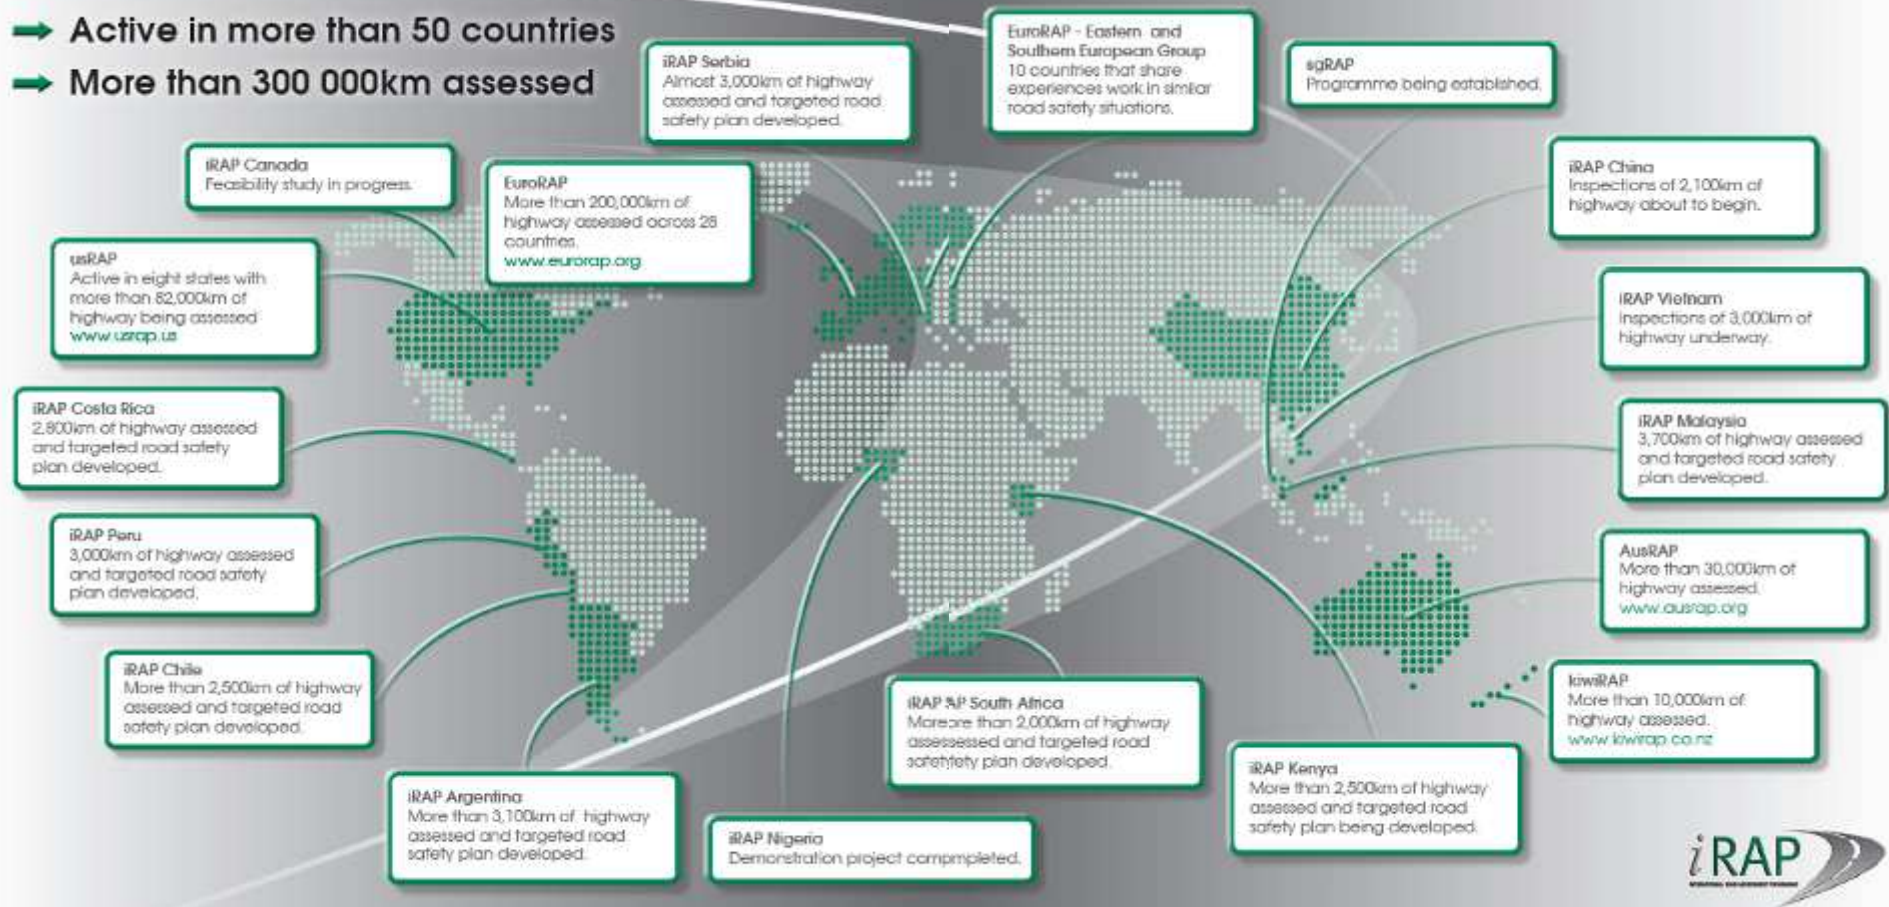 Active in more than 50 countries
More than 300 000km assessed
iRAP Serbia
Almost 3,000km of highway
assessed and targeted road
safety plan developed.
EuroRAP - Eastern and
Southern European Group
10 countries that share
experiences work in similar
road safety situations.
sgRAP
Programme being established.
iRAP Canada
Feasibility study in progress.
EuroRAP
More than 200,000km of
highway assessed across 28
countries.
www.eurorap.org
iRAP China
Inspections of 2,100km of
highway about to begin.
usRAP
Active in eight states with
more than 82,000km of
highway being assessed
www.usrap.us
iRAP Vietnam
Inspections of 3,000km of
highway underway.
iRAP Costa Rica
2,800km of highway assessed
and targeted road safety
plan developed.
iRAP Malaysia
3,700km of highway assessed
and targeted road safety
plan developed.
iRAP Peru
3,000km of highway assessed
and targeted road safety
plan developed.
AusRAP
More than 30,000km of
highway assessed.
www.ausrap.org
iRAP Chile
More than 2,500km of highway
assessed and targeted road
safety plan developed.
iRAP AP South Africa
Moreore than 2,000km of highway
assessessed and targeted road
safetyfety plan developed.
kiwiRAP
More than 10,000km of
highway assessed.
www.kiwirap.co.nz
iRAP Argentina
More than 3,100km of highway
assessed and targeted road
safety plan developed.
iRAP Nigeria
Demonstration project compmpleted.
iRAP Kenya
More than 2,500km of highway
assessed and targeted road
safety plan being developed.
iRAP